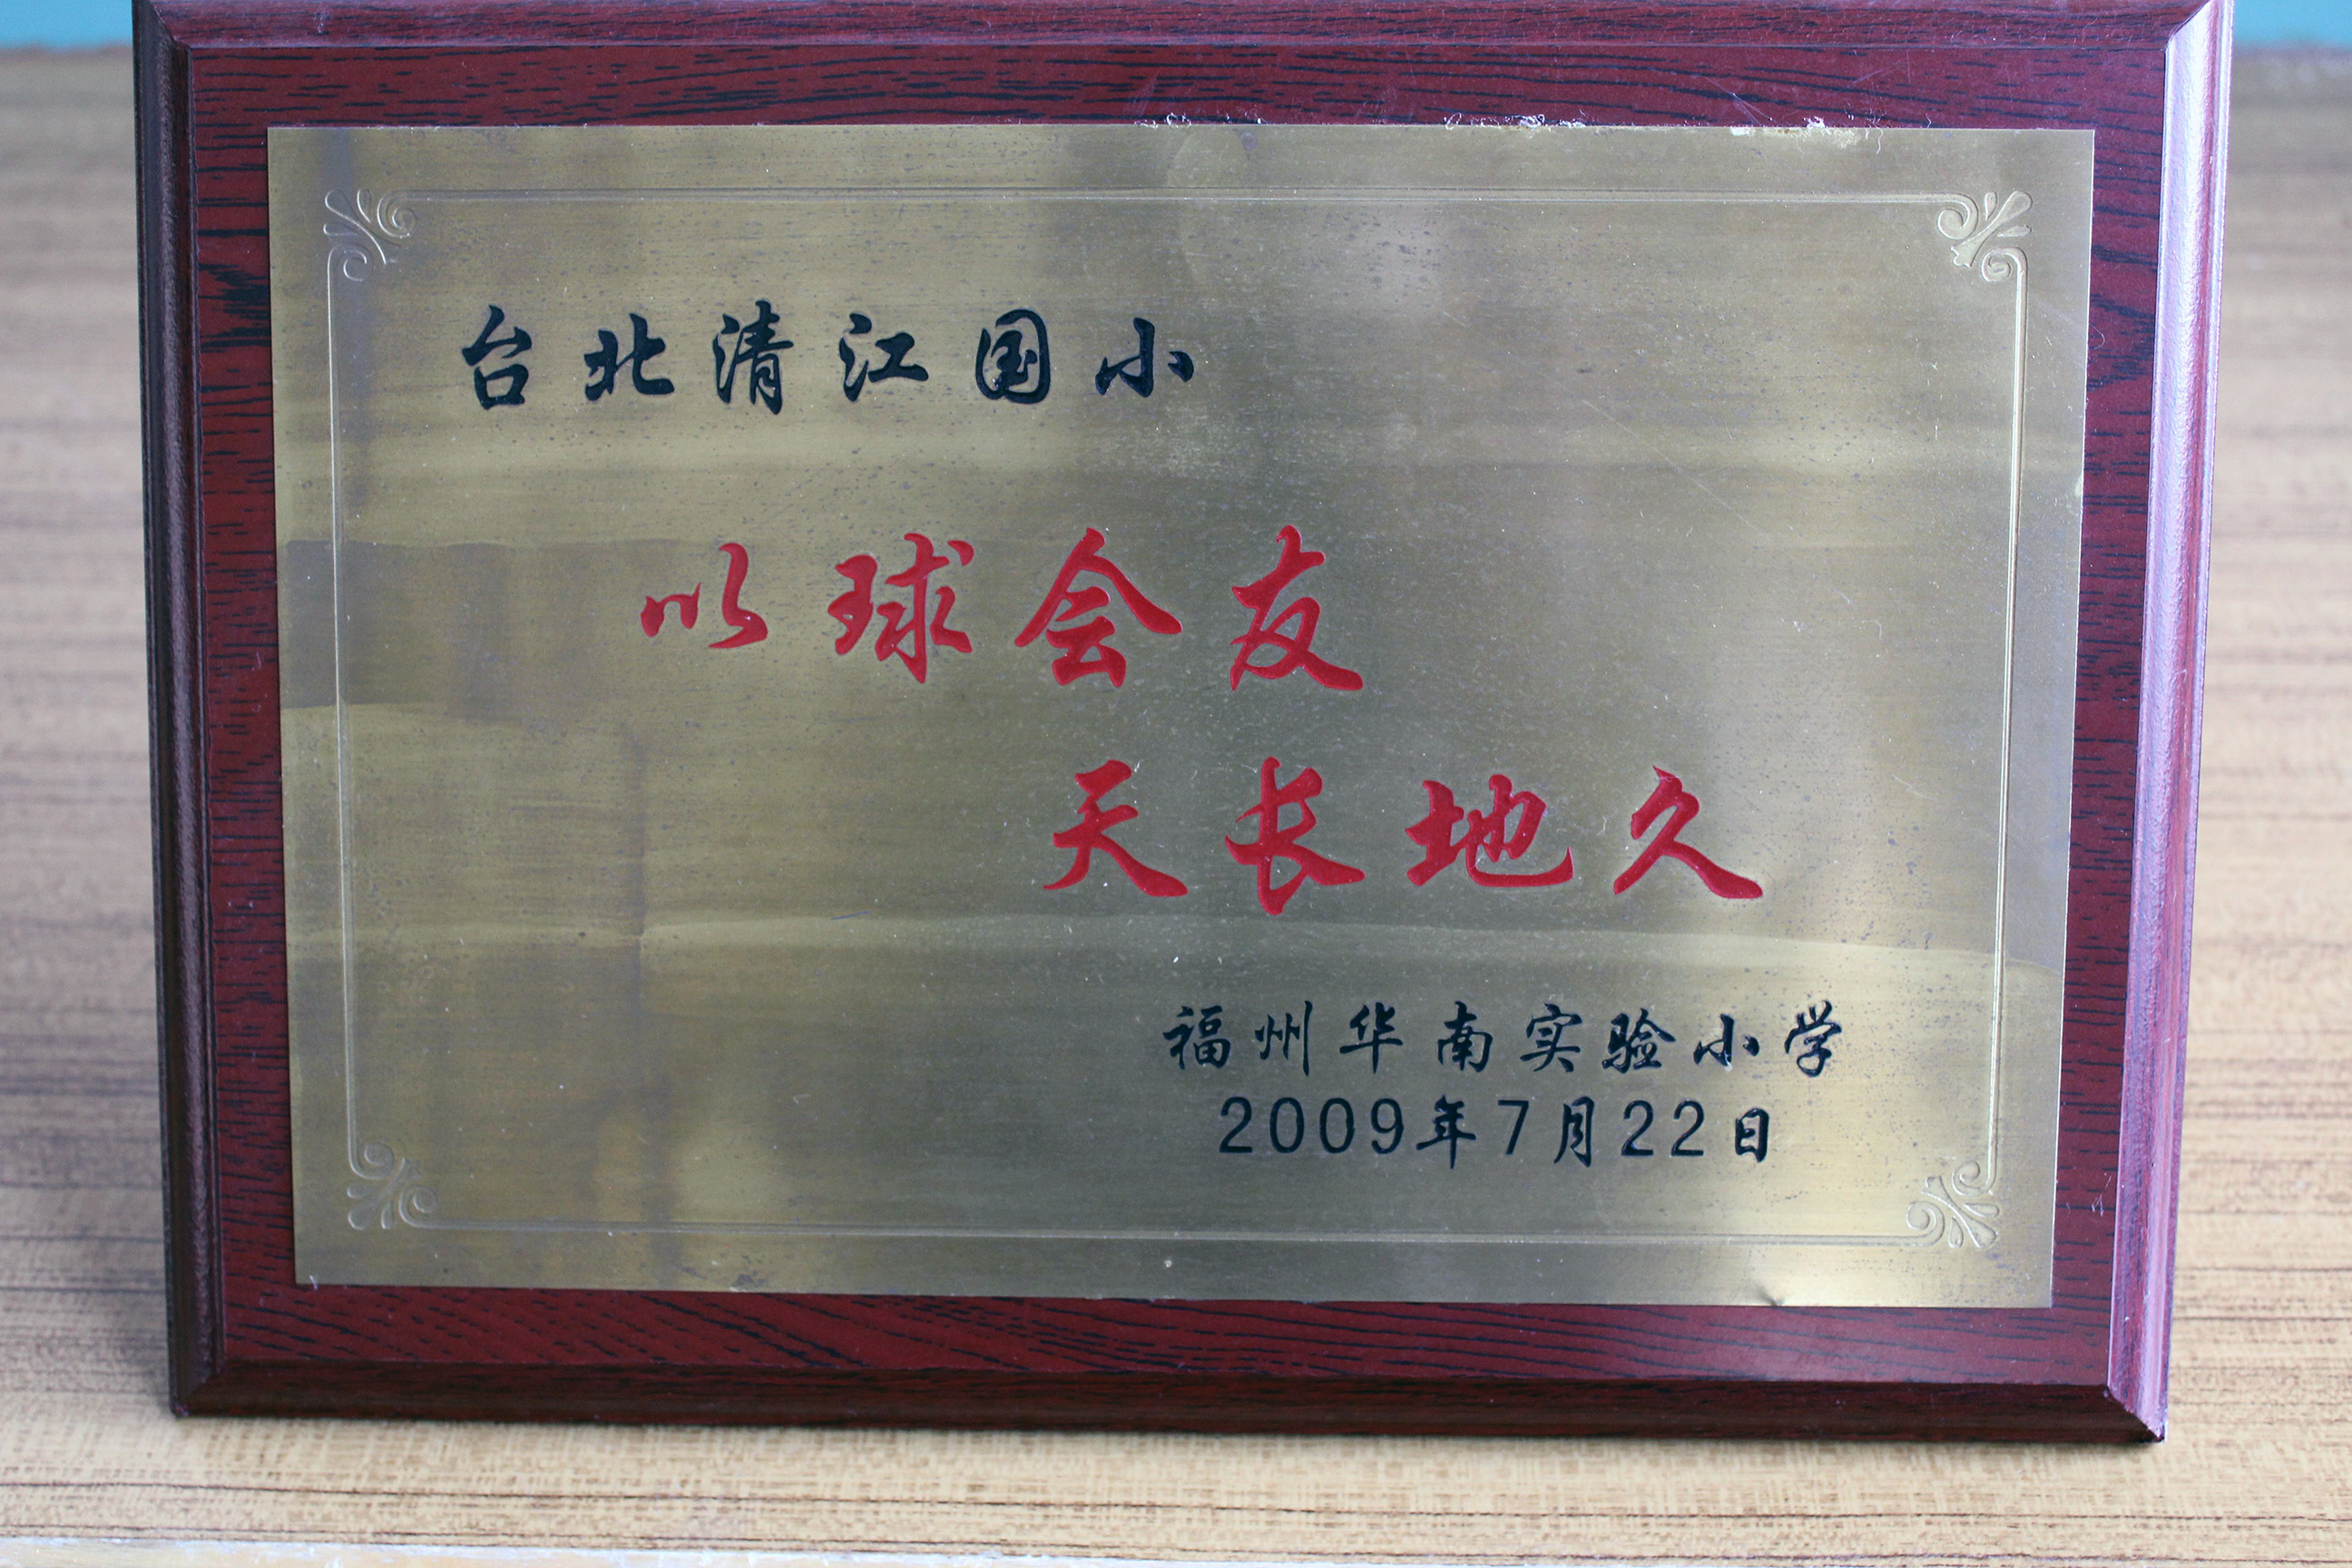 台北清江国小
以球会友
天长地久
福州华南实验小学
2009年7月22日